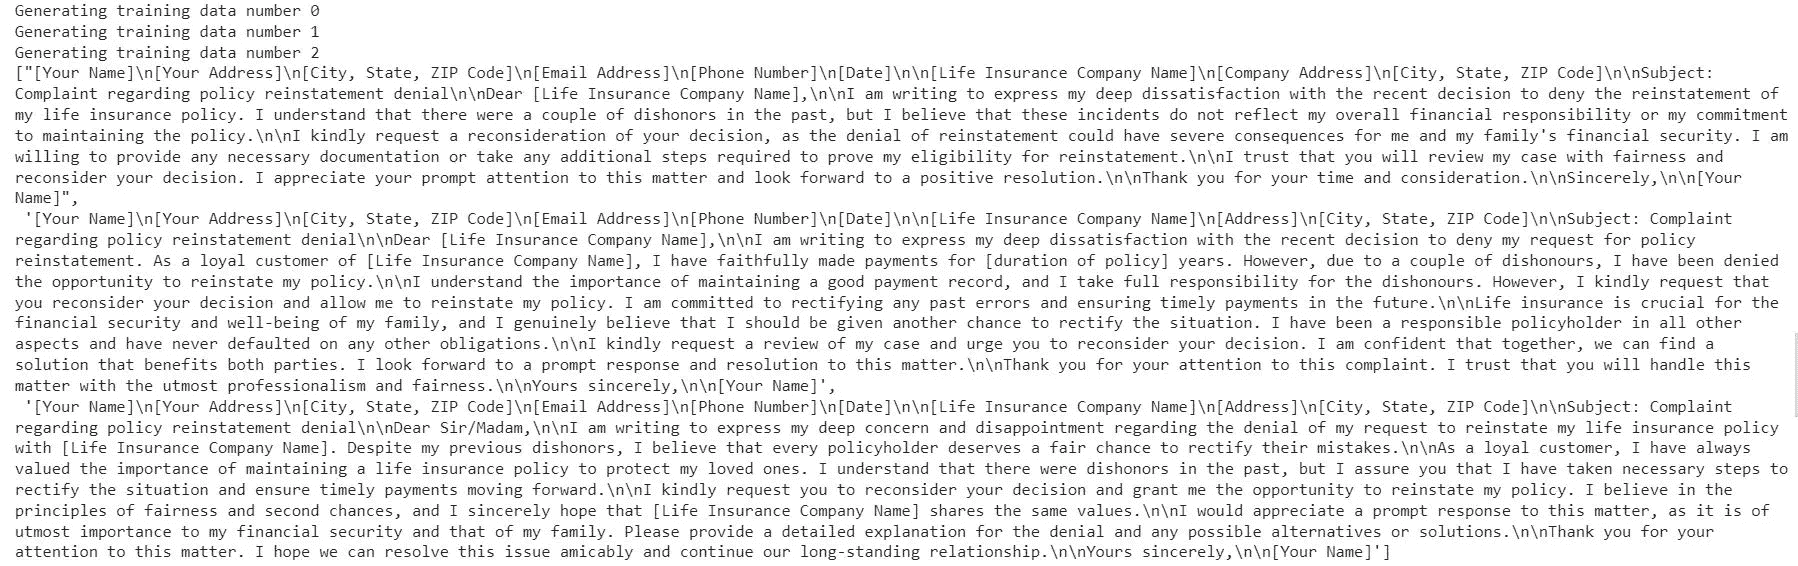 Generating training data number 0
Generating training data number 1
Generating training data number 2
["[Your Name]\n[Your Address]\n[City, State, ZIP Code]\n[Email Address]\n[Phone Number]\n[Date]\n\n[Life Insurance Company Name]\n[Company Address]\n[City, State, ZIP Code]\n\nSubject:
Complaint regarding policy reinstatement denial\n\nDear [Life Insurance Company Name],\n\nI am writing to express my deep dissatisfaction with the recent decision to deny the reinstatement of
my life insurance policy. I understand that there were a couple of dishonors in the past, but I believe that these incidents do not reflect my overall financial responsibility or my commitment
to maintaining the policy.\n\nI kindly request a reconsideration of your decision, as the denial of reinstatement could have severe consequences for me and my family's financial security. I am
willing to provide any necessary documentation or take any additional steps required to prove my eligibility for reinstatement.\n\nI trust that you will review my case with fairness and
reconsider your decision. I appreciate your prompt attention to this matter and look forward to a positive resolution.\n\nThank you for your time and consideration.\n\nSincerely,\n\n[Your
Name]",
'[Your Name]\n[Your Address]\n[City, State, ZIP Code]\n[Email Address]\n[Phone Number]\n[Date]\n\n[Life Insurance Company Name]\n[Address]\n[City, State, ZIP Code]\n\nSubject: Complaint
regarding policy reinstatement denial\n\nDear [Life Insurance Company Name],\n\nI am writing to express my deep dissatisfaction with the recent decision to deny my request for policy
reinstatement. As a loyal customer of [Life Insurance Company Name], I have faithfully made payments for [duration of policy] years. However, due to a couple of dishonours, I have been denied
the opportunity to reinstate my policy.\n\nI understand the importance of maintaining a good payment record, and I take full responsibility for the dishonours. However, I kindly request that
you reconsider your decision and allow me to reinstate my policy. I am committed to rectifying any past errors and ensuring timely payments in the future.\n\nLife insurance is crucial for the
financial security and well-being of my family, and I genuinely believe that I should be given another chance to rectify the situation. I have been a responsible policyholder in all other
aspects and have never defaulted on any other obligations.\n\nI kindly request a review of my case and urge you to reconsider your decision. I am confident that together, we can find a
solution that benefits both parties. I look forward to a prompt response and resolution to this matter.\n\nThank you for your attention to this complaint. I trust that you will handle this
matter with the utmost professionalism and fairness.\n\nYours sincerely,\n\n[Your Name]',
'[Your Name]\n[Your Address]\n[City, State, ZIP Code]\n[Email Address]\n[Phone Number]\n[Date]\n\n[Life Insurance Company Name]\n[Address]\n[City, State, ZIP Code]\n\nSubject: Complaint
regarding policy reinstatement denial\n\nDear Sir/Madam,\n\nI am writing to express my deep concern and disappointment regarding the denial of my request to reinstate my life insurance policy
with [Life Insurance Company Name]. Despite my previous dishonors, I believe that every policyholder deserves a fair chance to rectify their mistakes.\n\nAs a loyal customer, I have always
valued the importance of maintaining a life insurance policy to protect my loved ones. I understand that there were dishonors in the past, but I assure you that I have taken necessary steps to
rectify the situation and ensure timely payments moving forward.\n\nI kindly request you to reconsider your decision and grant me the opportunity to reinstate my policy. I believe in the
principles of fairness and second chances, and I sincerely hope that [Life Insurance Company Name] shares the same values.\n\nI would appreciate a prompt response to this matter, as it is of
utmost importance to my financial security and that of my family. Please provide a detailed explanation for the denial and any possible alternatives or solutions.\n\nThank you for your
attention to this matter. I hope we can resolve this issue amicably and continue our long-standing relationship.\n\nYours sincerely,\n\n[Your Name]']